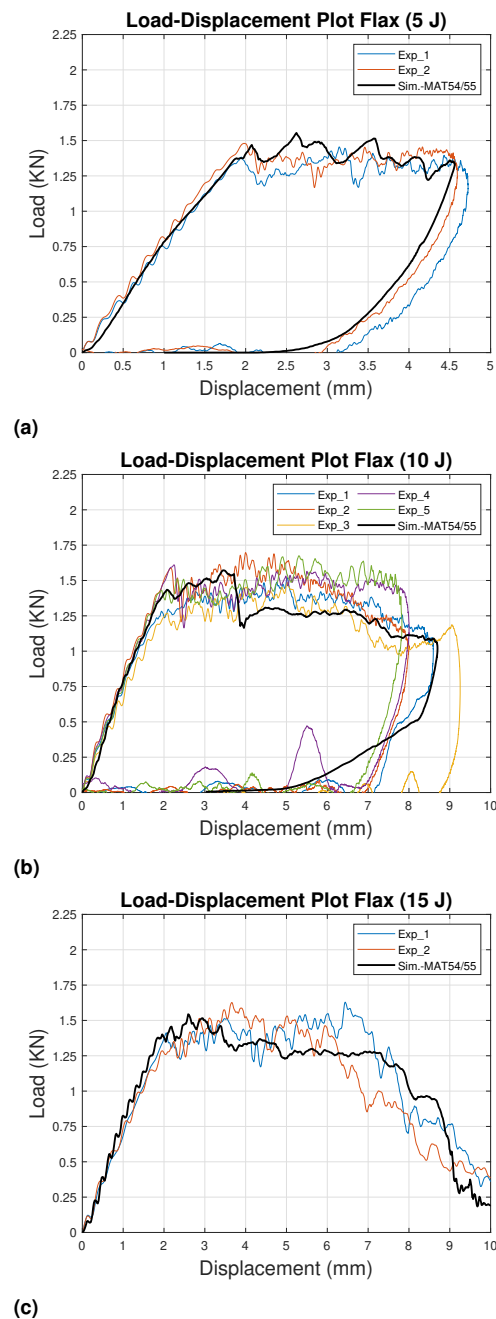 Load-Displacement Plot Flax (5 J)
2.25
2
1.75
1.5
1.25
1
0.75
0.5
0.25
0
Load (KN)
Exp_1
Exp_2
Sim.-MAT54/55
0 0.5 1 1.5 2 2.5 3 3.5 4 4.5 5
Displacement (mm)
(a)
Load-Displacement Plot Flax (10 J)
2.25
2
1.75
1.5
1.25
1
0.75
0.5
0.25
0
Load (KN)
Exp_1 Exp_4
Exp_2 Exp_5
Exp_3 Sim.-MAT54/55
0 1 2 3 4 5 6 7 8 9 10
Displacement (mm)
(b)
Load-Displacement Plot Flax (15 J)
2.25
2
1.75
1.5
1.25
1
0.75
0.5
0.25
0
Load (KN)
Exp_1
Exp_2
Sim.-MAT54/55
0 1 2 3 4 5 6 7 8 9 10
Displacement (mm)
(c)